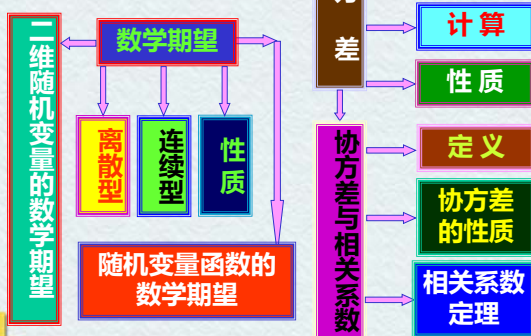 二维随机变量的数学期望
数学期望
离散型
连续型
性质
随机变量函数的
数学期望
差
计算
性质
协方差与相关系数
定义
协方差
的性质
相关系数
定理